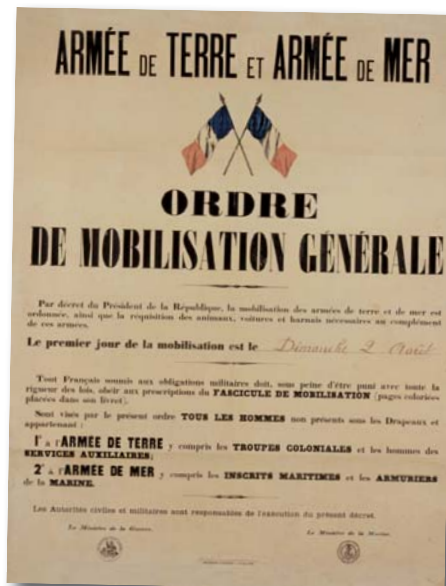 ARMÉE DE TERRE ET ARMÉE DE MER
ORDRE
DE MOBILISATION GÉNÉRALE
Par décret du Président de la République, la mobilisation des armées de terre et de mer est
ordonnée, ainsi que la réquisition des animaux, voitures et harnais nécessaires au complément
de ces armées.
Le premier jour de la mobilisation est le Dimanche 2 Août
Tout Français soumis aux obligations militaires doit, sous peine d'être puni avec toute la
rigueur des lois, obéir aux prescriptions du FASCICULE DE MOBILISATION (pages coloriées
placées dans son livret).
Sont visés par le présent ordre TOUS LES HOMMES non présents sous les Drapeaux et
appartenant :
1° à l'ARMÉE DE TERRE y compris les TROUPES COLONIALES et les hommes des
SERVICES AUXILIAIRES;
2° à l'ARMÉE DE MER y compris les INSCRITS MARITIMES et les ARMURIERS
de la MARINE.
Les Autorités civiles et militaires sont responsables de l'exécution du présent décret.
Le Ministre de la Guerre, Le Ministre de la Marine,